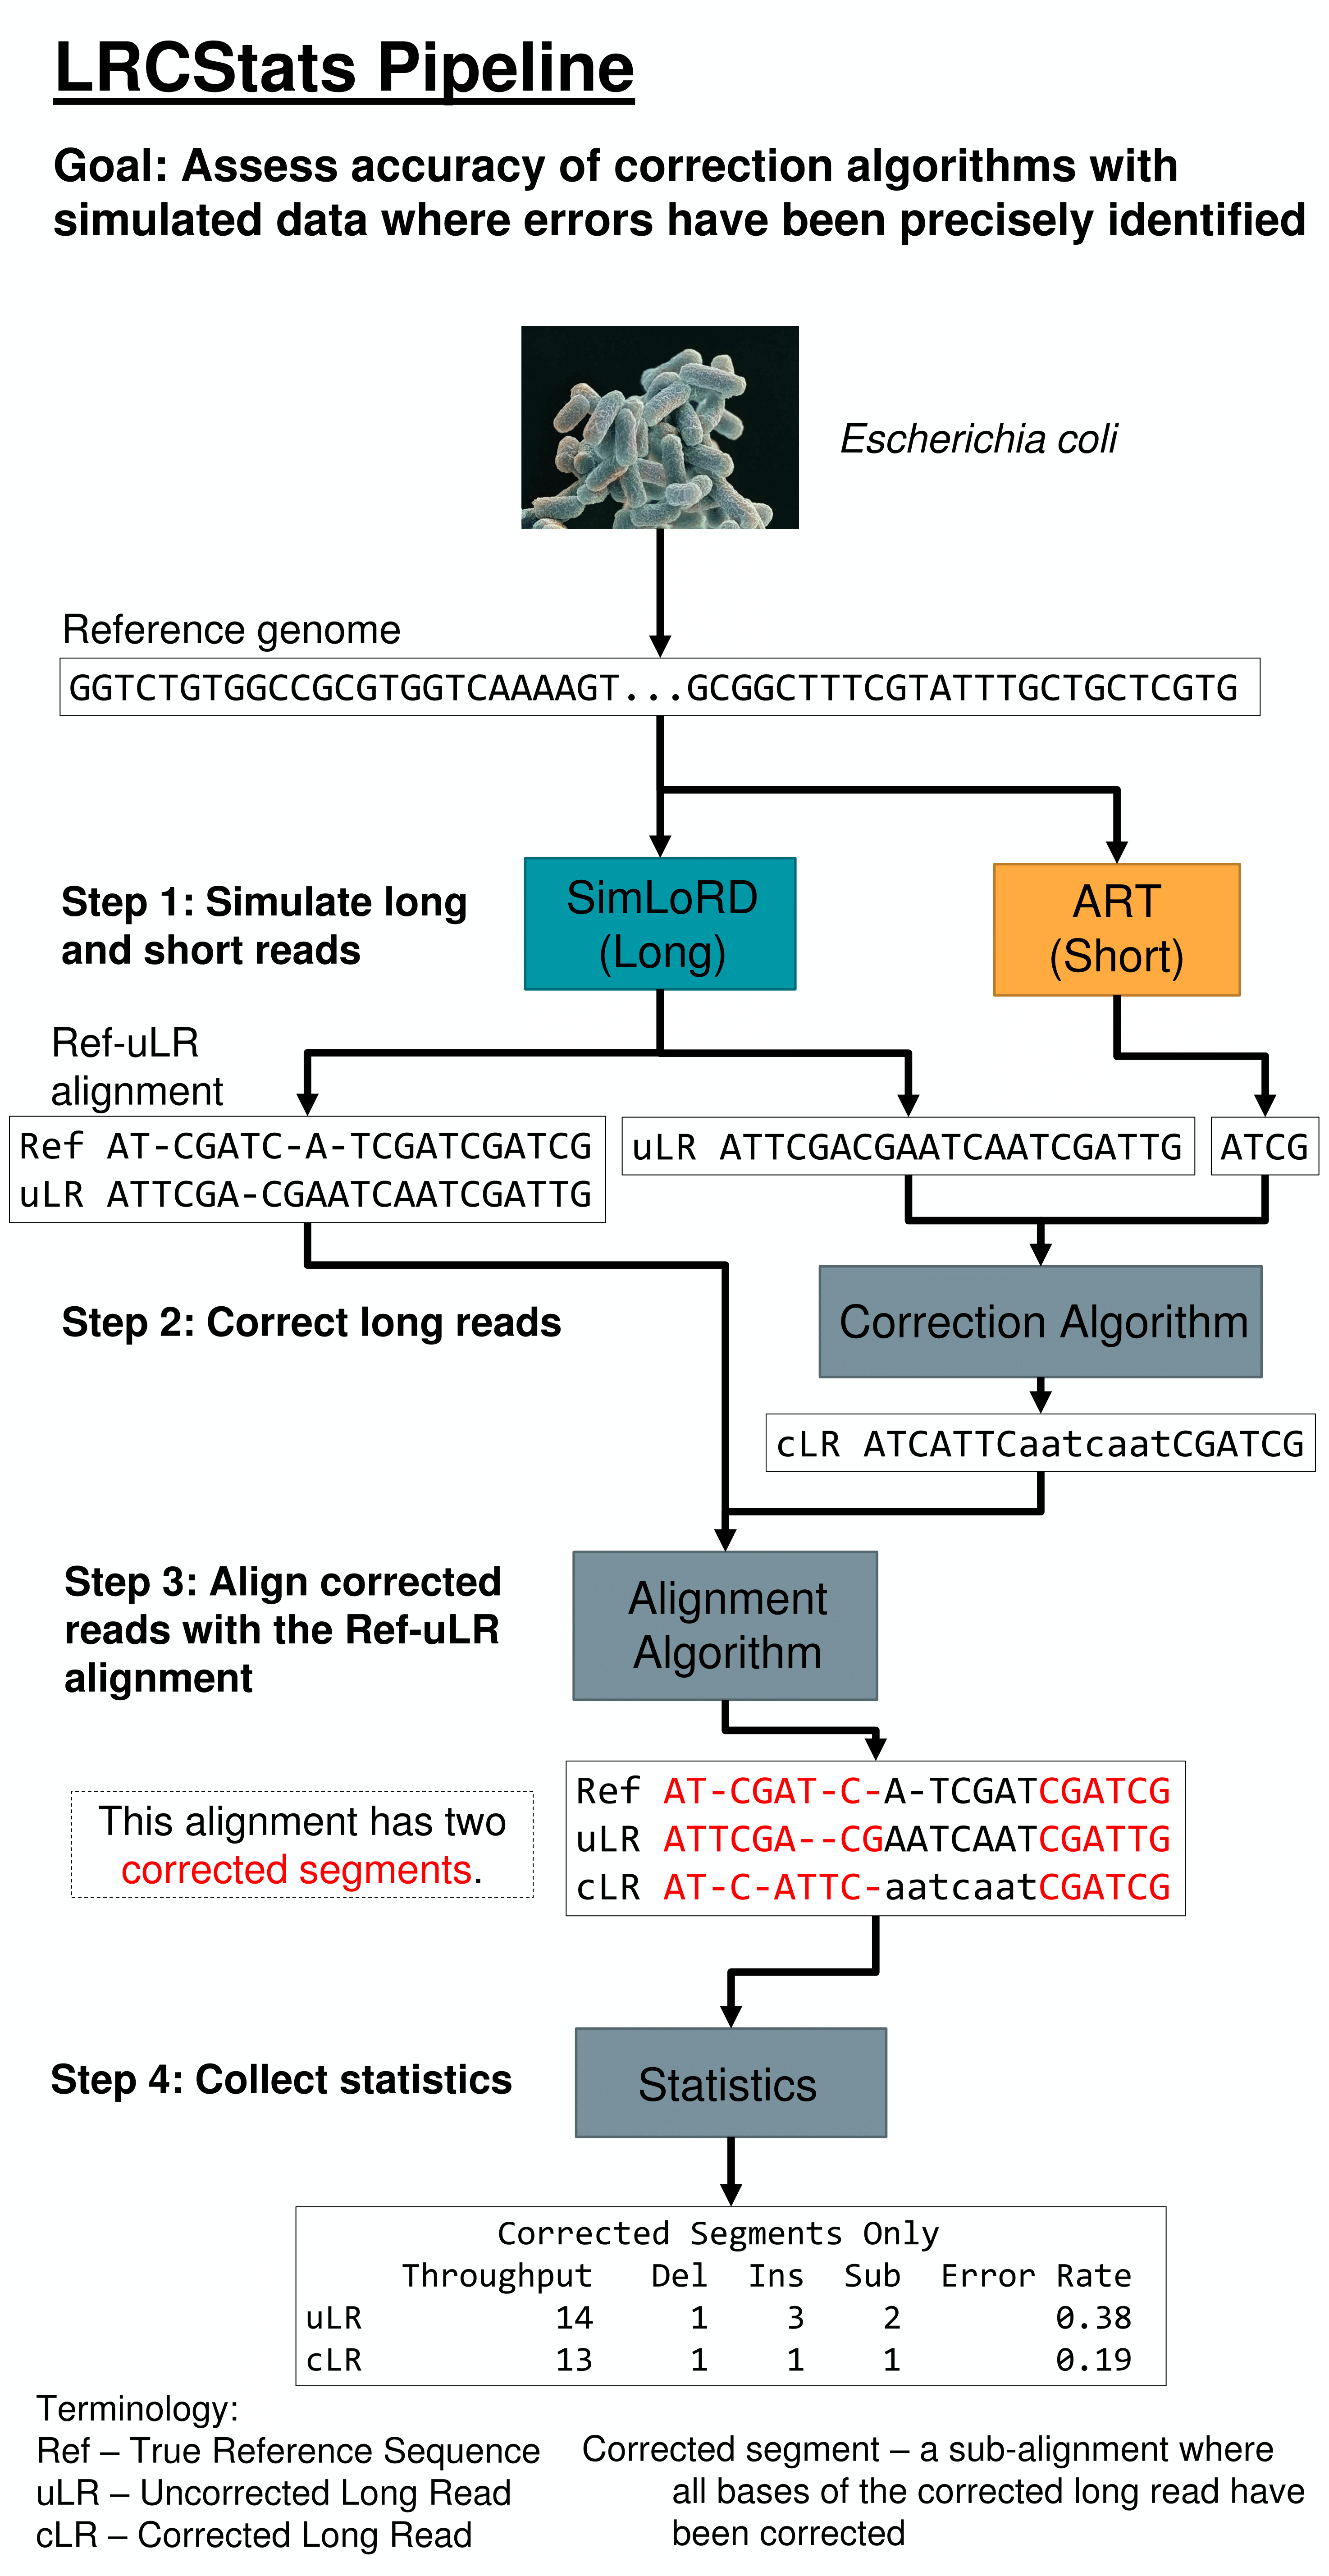 LRCStats Pipeline
Goal: Assess accuracy of correction algorithms with
simulated data where errors have been precisely identified
Escherichia coli
Reference genome
GGTCTGTGGCCGCGTGGTCAAAAGT...GCGGCTTTCGTATTTGCTGCTCGTG
Step 1: Simulate long
and short reads
SimLoRD
(Long)
ART
(Short)
Ref-uLR
alignment
Ref AT-CGATC-A-TCGATCGATCG
uLR ATTCGA-CGAATCAATCGATTG
uLR ATTCGACGAATCAATCGATTG
ATCG
Step 2: Correct long reads
Correction Algorithm
cLR ATCATTCaatcaatCGATCG
Step 3: Align corrected
reads with the Ref-uLR
alignment
Alignment
Algorithm
This alignment has two
corrected segments.
Ref AT-CGAT-C-A-TCGATCGATCG
uLR ATTCGA--CGAATCAATCGATTG
cLR AT-C-ATTC-aatcaatCGATCG
Step 4: Collect statistics
Statistics
Corrected Segments Only
Throughput Del Ins Sub Error Rate
uLR 14 1 3 2 0.38
cLR 13 1 1 1 0.19
Terminology:
Ref – True Reference Sequence
uLR – Uncorrected Long Read
cLR – Corrected Long Read
Corrected segment – a sub-alignment where
all bases of the corrected long read have
been corrected